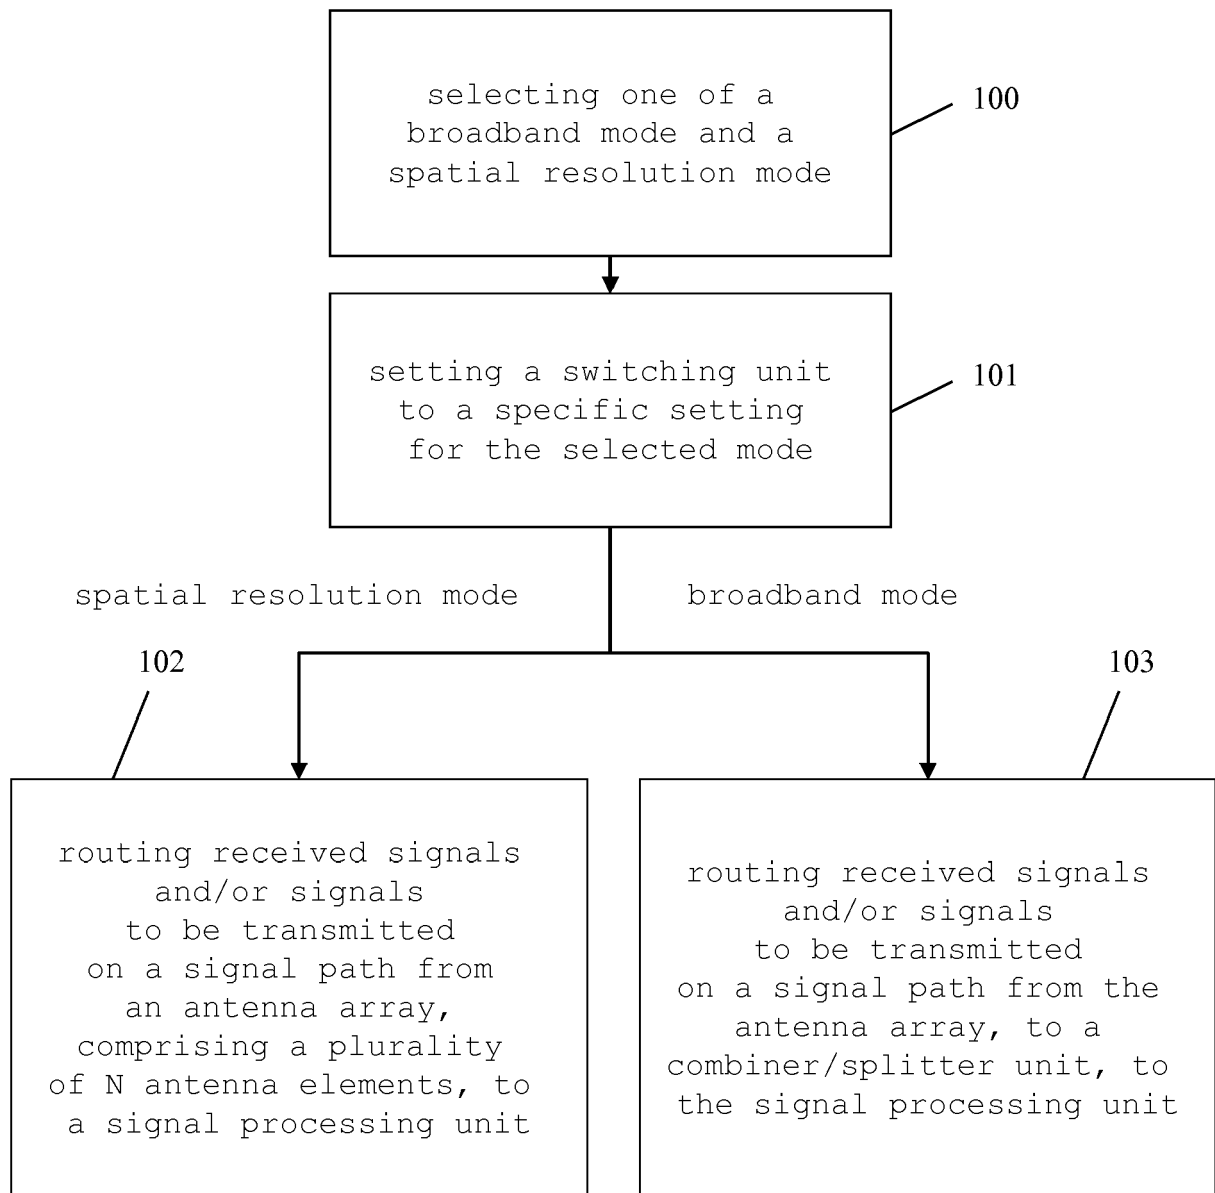 selecting one of a
broadband mode and a
spatial resolution mode
100
setting a switching unit
to a specific setting
for the selected mode
101
spatial resolution mode
broadband mode
102
103
routing received signals
and/or signals
to be transmitted
on a signal path from
an antenna array,
comprising a plurality
of N antenna elements, to
a signal processing unit
routing received signals
and/or signals
to be transmitted
on a signal path from the
antenna array, to a
combiner/splitter unit, to
the signal processing unit